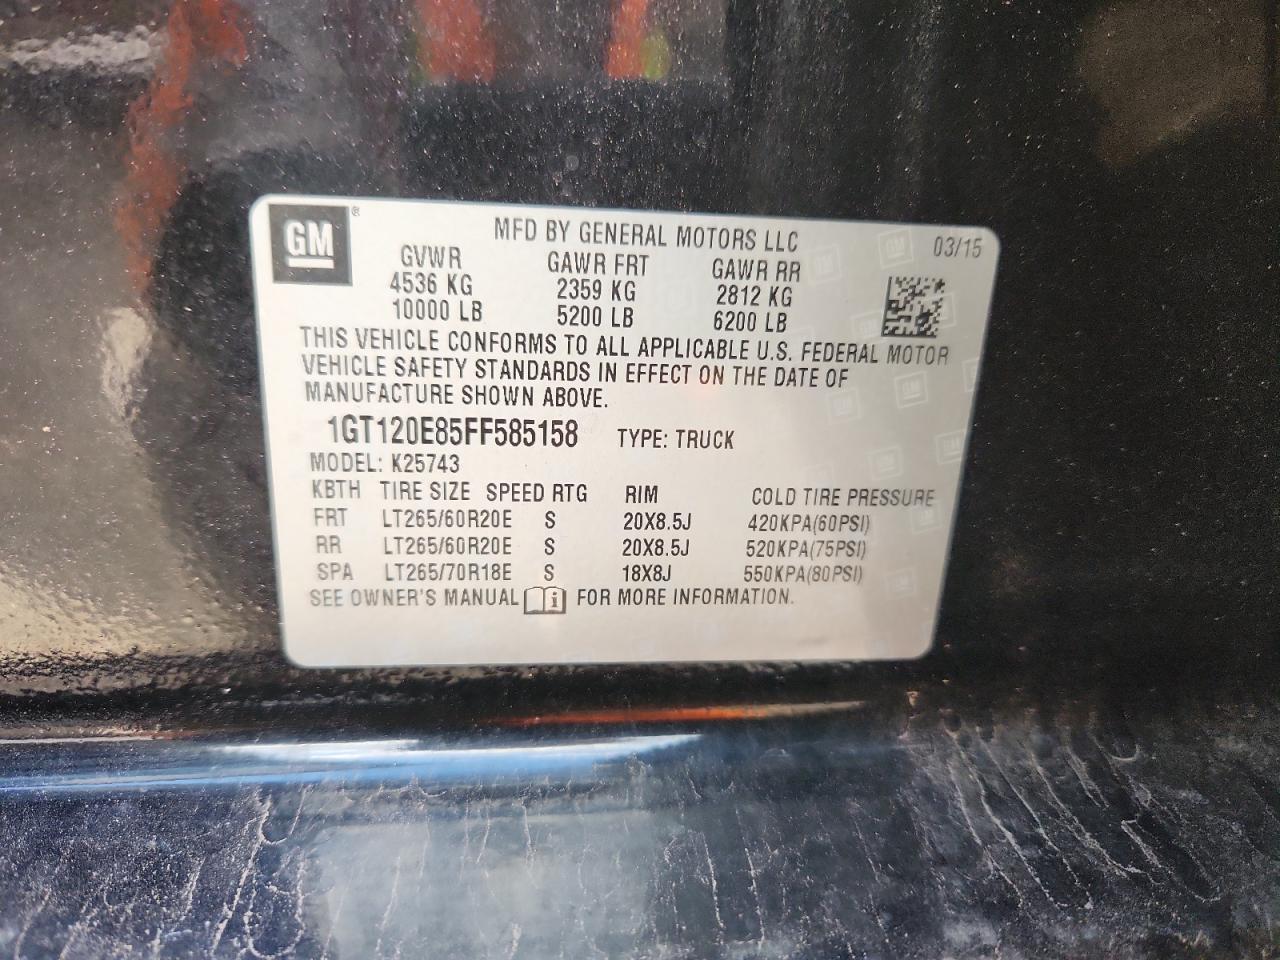 GM ®
MFD BY GENERAL MOTORS LLC 03/15
GVWR GAWR FRT GAWR RR
4536 KG 2359 KG 2812 KG
10000 LB 5200 LB 6200 LB
THIS VEHICLE CONFORMS TO ALL APPLICABLE U.S. FEDERAL MOTOR
VEHICLE SAFETY STANDARDS IN EFFECT ON THE DATE OF
MANUFACTURE SHOWN ABOVE.
1GT120E85FF585158 TYPE: TRUCK
MODEL: K25743
KBTH TIRE SIZE SPEED RTG RIM COLD TIRE PRESSURE
FRT LT265/60R20E S 20X8.5J 420KPA(60PSI)
RR LT265/60R20E S 20X8.5J 520KPA(75PSI)
SPA LT265/70R18E S 18X8J 550KPA(80PSI)
SEE OWNER'S MANUAL i FOR MORE INFORMATION.